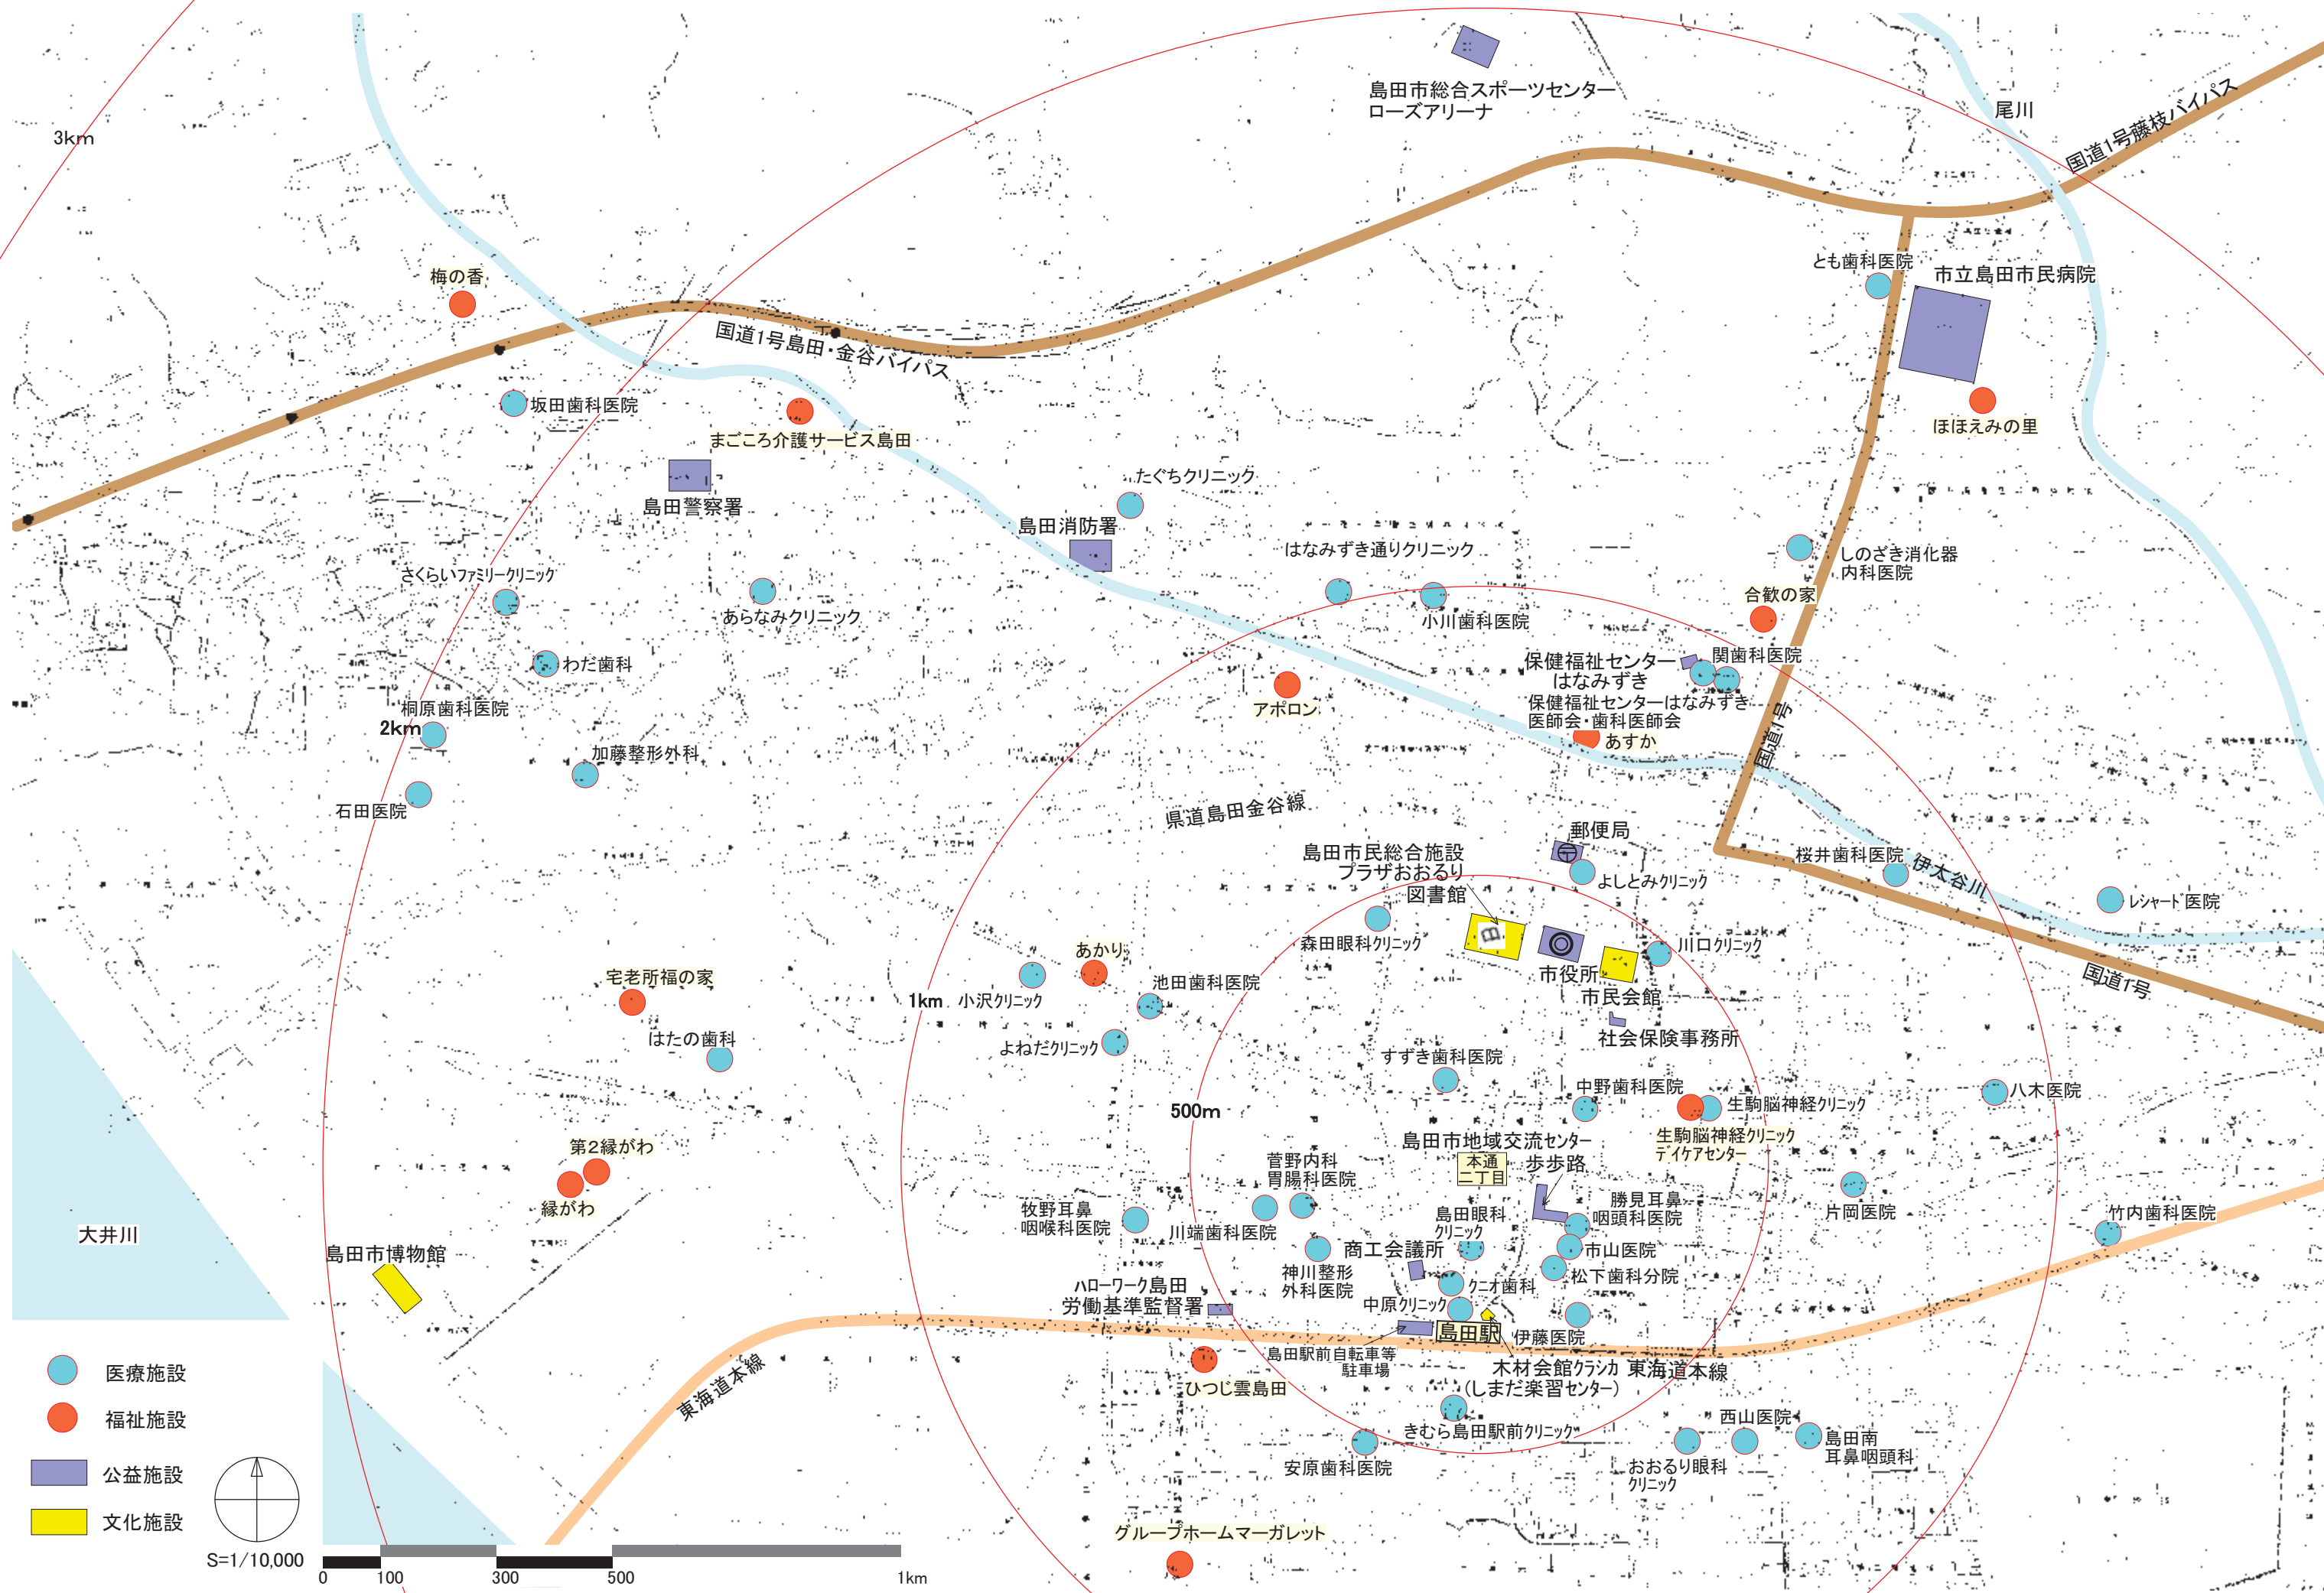 島田市総合スポーツセンター
ローズアリーナ
尾川
国道1号藤枝バイパス
3km
とも歯科医院
市立島田市民病院
梅の香
国道1号島田・金谷バイパス
坂田歯科医院
まごころ介護サービス島田
ほほえみの里
島田警察署
たぐちクリニック
島田消防署
はなみずき通りクリニック
しのざき消化器
内科医院
さくらいファミリークリニック
あらなみクリニック
合歓の家
小川歯科医院
わだ歯科
保健福祉センター
はなみずき
関歯科医院
桐原歯科医院
2km
アポロン
保健福祉センターはなみずき
医師会・歯科医師会
あすか
国道1号
加藤整形外科
石田医院
県道島田金谷線
郵便局
島田市民総合施設
プラザおおるり
図書館
よしとみクリニック
桜井歯科医院
伊太谷川
レシャート医院
森田眼科クリニック
川口クリニック
市役所
市民会館
国道1号
あかり
宅老所福の家
池田歯科医院
1km
小沢クリニック
はたの歯科
よねだクリニック
社会保険事務所
すずき歯科医院
中野歯科医院
八木医院
生駒脳神経クリニック
500m
生駒脳神経クリニック
デイケアセンター
第2縁がわ
縁がわ
島田市地域交流センター
歩歩路
本通
二丁目
菅野内科
胃腸科医院
牧野耳鼻
咽喉科医院
川端歯科医院
島田眼科
クリニック
勝見耳鼻
咽頭科医院
片岡医院
竹内歯科医院
大井川
島田市博物館
商工会議所
市山医院
神川整形
外科医院
松下歯科分院
クニオ歯科
ハローワーク島田
労働基準監督署
中原クリニック
島田駅
伊藤医院
島田駅前自転車等
駐車場
木材会館クラシカ
(しまだ楽習センター)
東海道本線
東海道本線
ひつじ雲島田
きむら島田駅前クリニック
西山医院
島田南
耳鼻咽頭科
安原歯科医院
おおるり眼科
クリニック
グループホームマーガレット
医療施設
福祉施設
公益施設
文化施設
S=1/10,000
0 100 300 500 1km